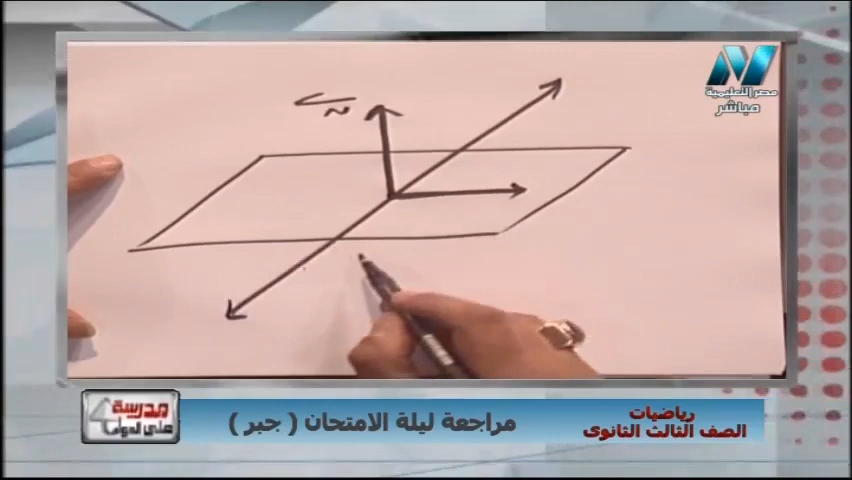 مصر التعليمية
مباشر
رياضيات
الصف الثالث الثانوى
مراجعة ليلة الامتحان ( جبر )
مدرسة
على الهواء